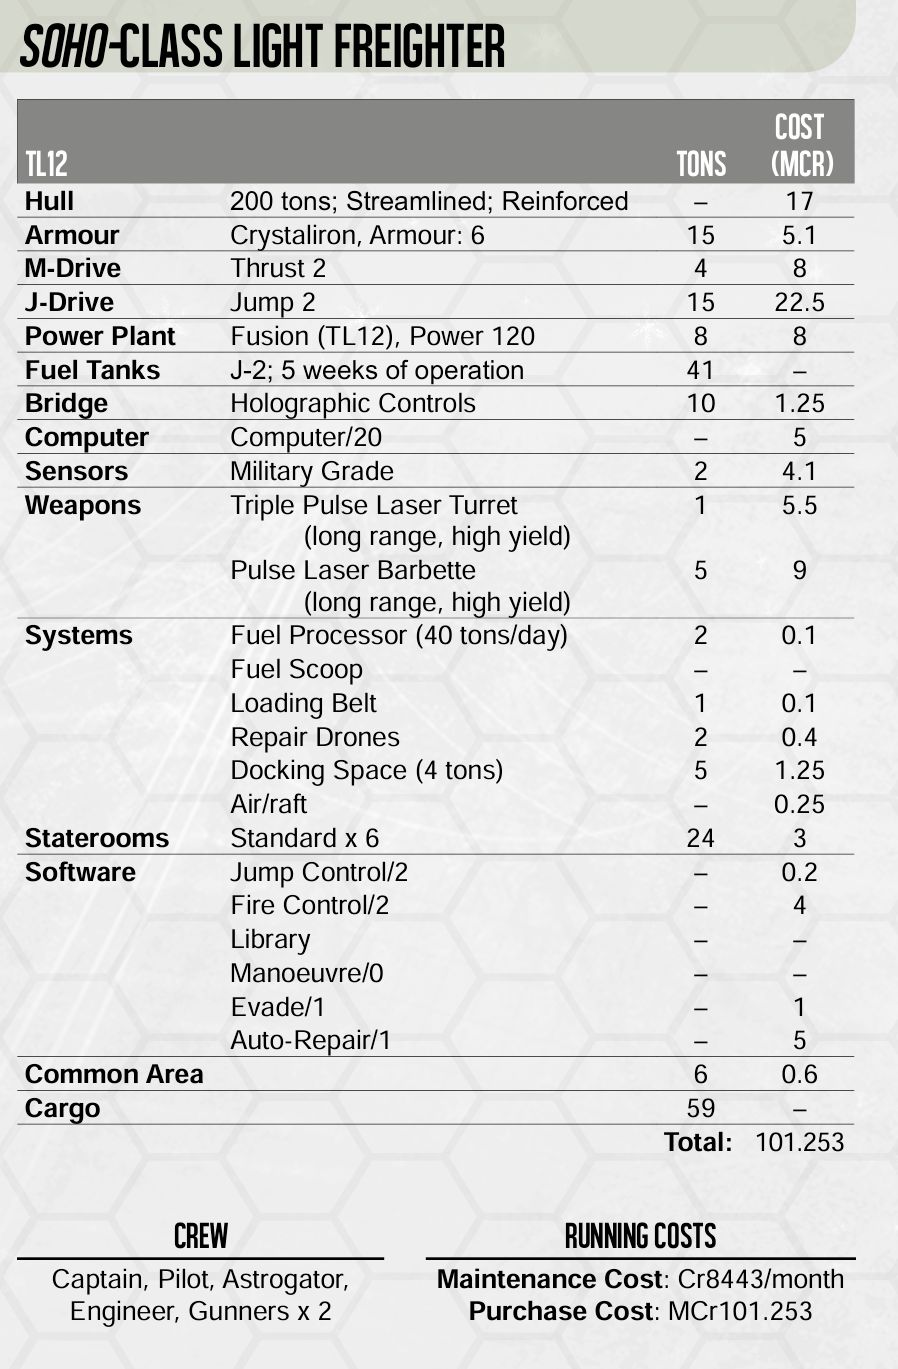 SOHO-CLASS LIGHT FREIGHTER
TL12 TONS COST (MCR)
Hull 200 tons; Streamlined; Reinforced – 17
Armour Crystaliron, Armour: 6 15 5.1
M-Drive Thrust 2 4 8
J-Drive Jump 2 15 22.5
Power Plant Fusion (TL12), Power 120 8 8
Fuel Tanks J-2; 5 weeks of operation 41 –
Bridge Holographic Controls 10 1.25
Computer Computer/20 – 5
Sensors Military Grade 2 4.1
Weapons Triple Pulse Laser Turret 1 5.5
(long range, high yield)
Pulse Laser Barbette 5 9
(long range, high yield)
Systems Fuel Processor (40 tons/day) 2 0.1
Fuel Scoop – –
Loading Belt 1 0.1
Repair Drones 2 0.4
Docking Space (4 tons) 5 1.25
Air/raft – 0.25
Staterooms Standard x 6 24 3
Software Jump Control/2 – 0.2
Fire Control/2 – 4
Library – –
Manoeuvre/0 – –
Evade/1 – 1
Auto-Repair/1 – 5
Common Area 6 0.6
Cargo 59 –
Total: 101.253
CREW
Captain, Pilot, Astrogator,
Engineer, Gunners x 2
RUNNING COSTS
Maintenance Cost: Cr8443/month
Purchase Cost: MCr101.253